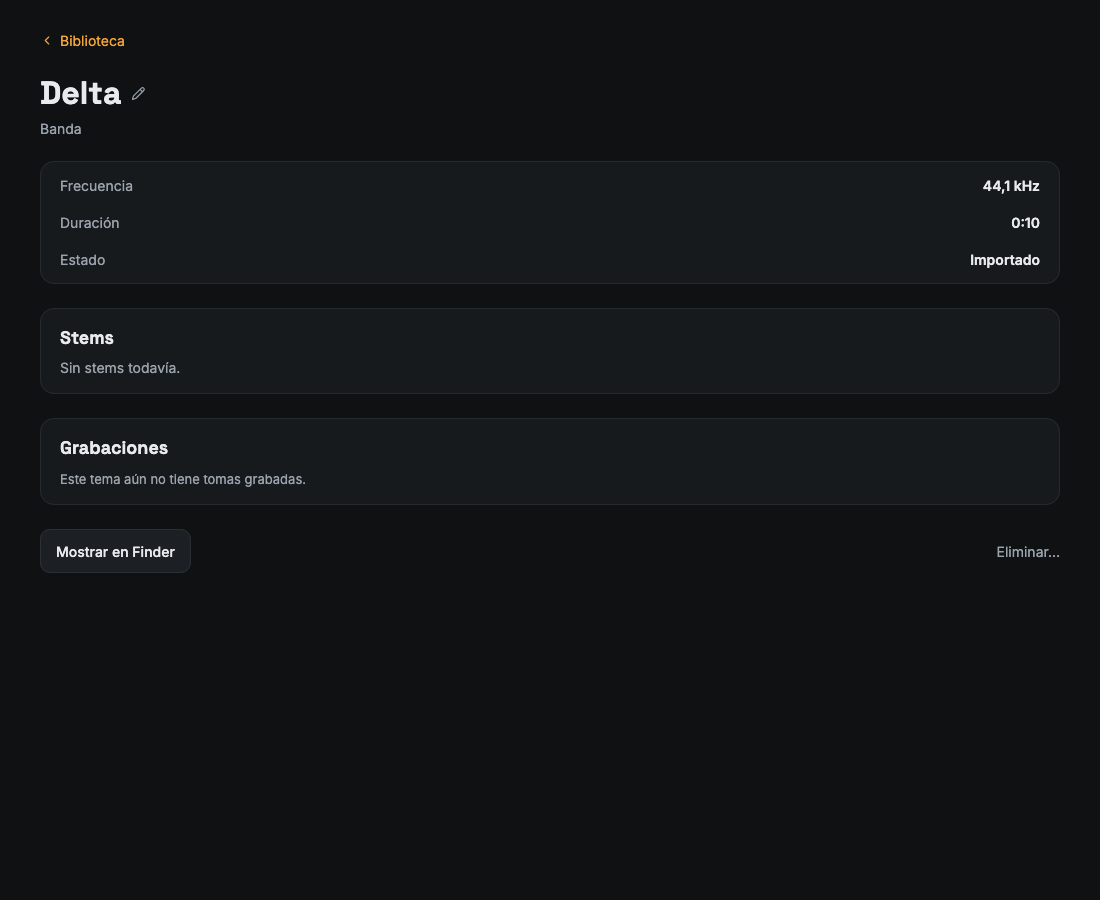 Biblioteca
Delta
Banda
Frecuencia 44,1 kHz
Duración 0:10
Estado Importado
Stems
Sin stems todavía.
Grabaciones
Este tema aún no tiene tomas grabadas.
Mostrar en Finder Eliminar...